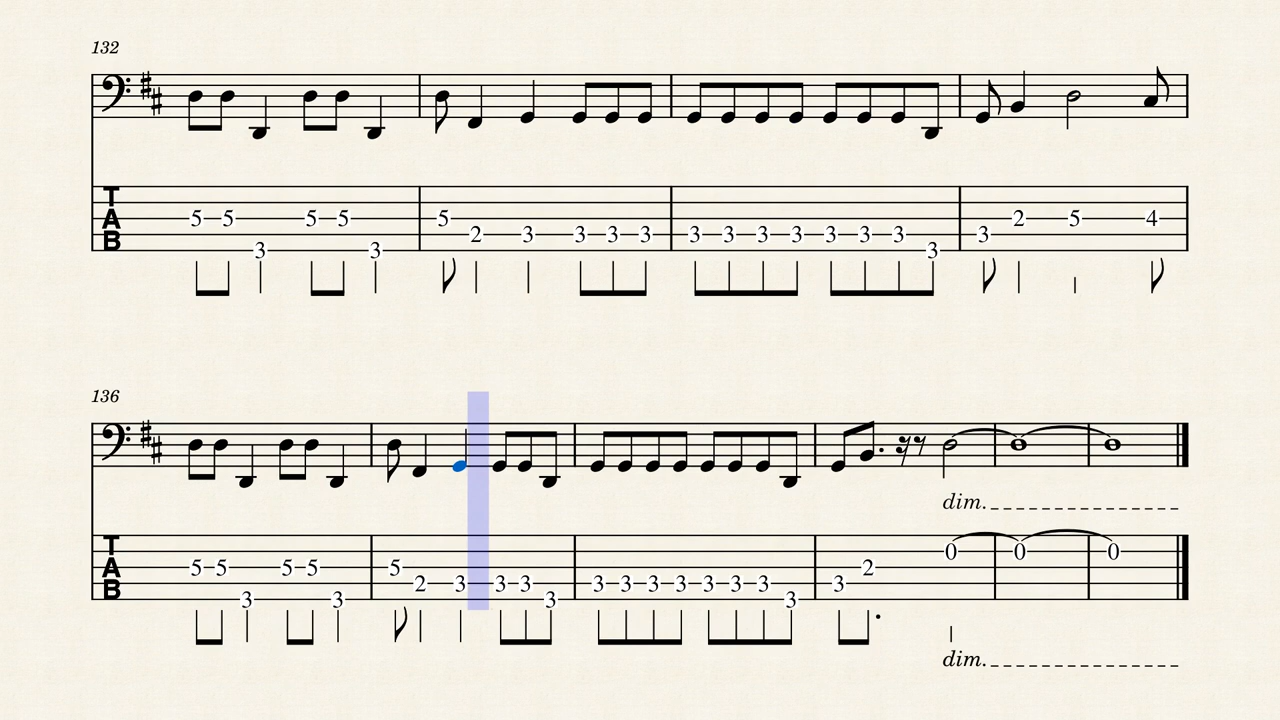 132
T 5 5 5 5 5 2 5 4
A
B 3 3 2 3 3 3 3 3 3 3 3 3 3 3 3 3 3
136
dim.
T 0 0 0
A 5 5 5 5 5 2
B 3 3 2 3 3 3 3 3 3 3 3 3 3 3 3 3 3
dim.